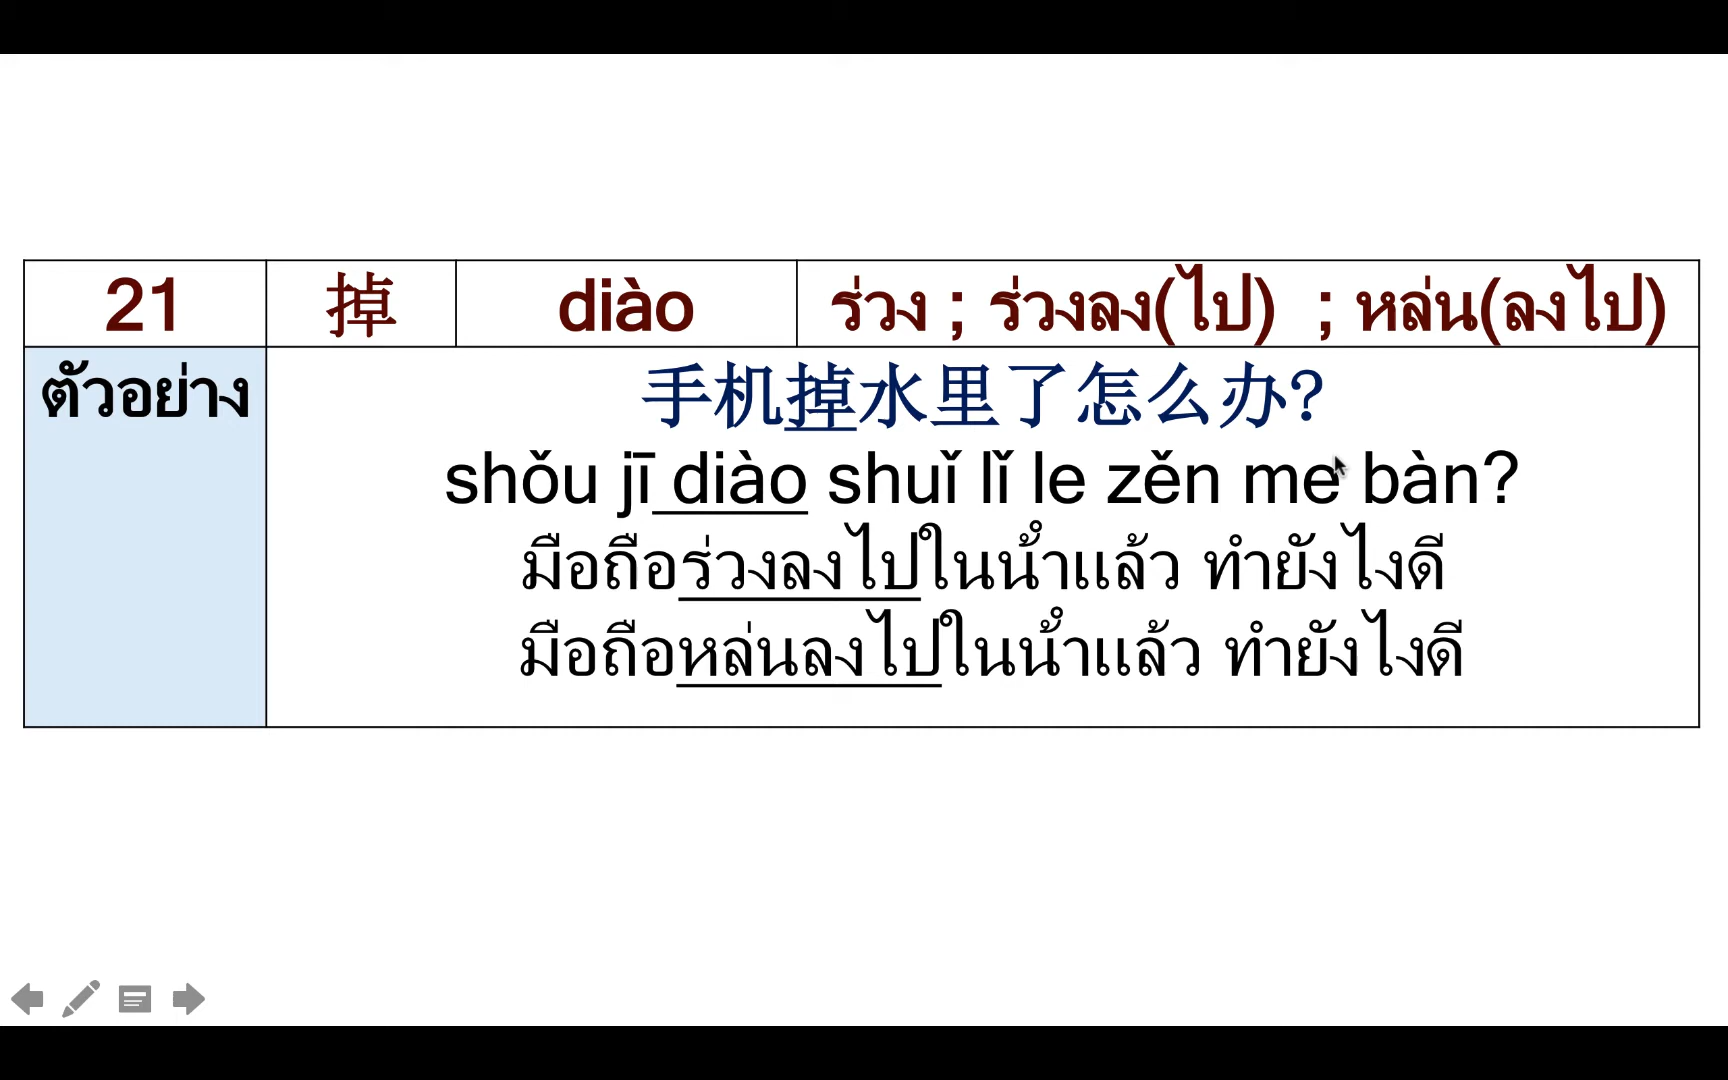 21 掉 diào ร่วง ; ร่วงลง(ไป) ; หล่น(ลงไป)
ตัวอย่าง
手机掉水里了怎么办?
shǒu jī diào shuǐ lǐ le zěn me bàn?
มือถือร่วงลงไปในน้ำแล้ว ทำยังไงดี
มือถือหล่นลงไปในน้ำแล้ว ทำยังไงดี